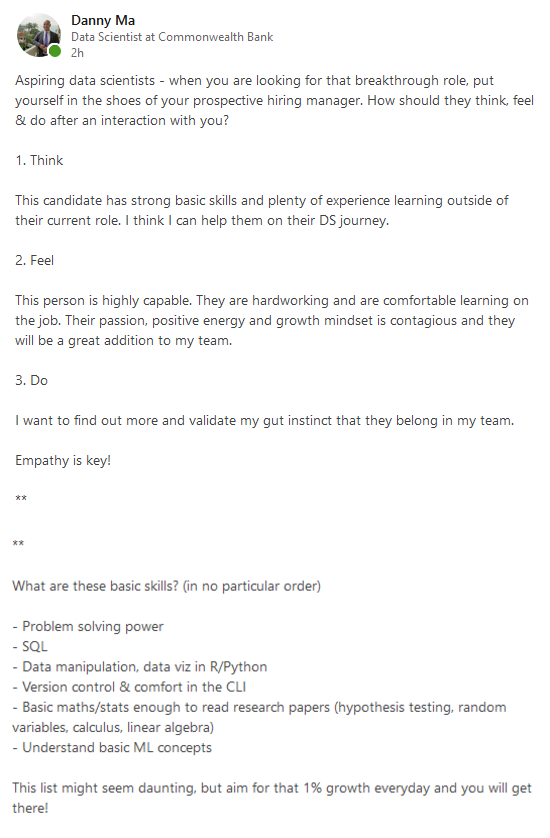 Danny Ma
Data Scientist at Commonwealth Bank
2h
Aspiring data scientists - when you are looking for that breakthrough role, put
yourself in the shoes of your prospective hiring manager. How should they think, feel
& do after an interaction with you?
1. Think
This candidate has strong basic skills and plenty of experience learning outside of
their current role. I think I can help them on their DS journey.
2. Feel
This person is highly capable. They are hardworking and are comfortable learning on
the job. Their passion, positive energy and growth mindset is contagious and they
will be a great addition to my team.
3. Do
I want to find out more and validate my gut instinct that they belong in my team.
Empathy is key!
**
**
What are these basic skills? (in no particular order)
- Problem solving power
- SQL
- Data manipulation, data viz in R/Python
- Version control & comfort in the CLI
- Basic maths/stats enough to read research papers (hypothesis testing, random
variables, calculus, linear algebra)
- Understand basic ML concepts
This list might seem daunting, but aim for that 1% growth everyday and you will get
there!